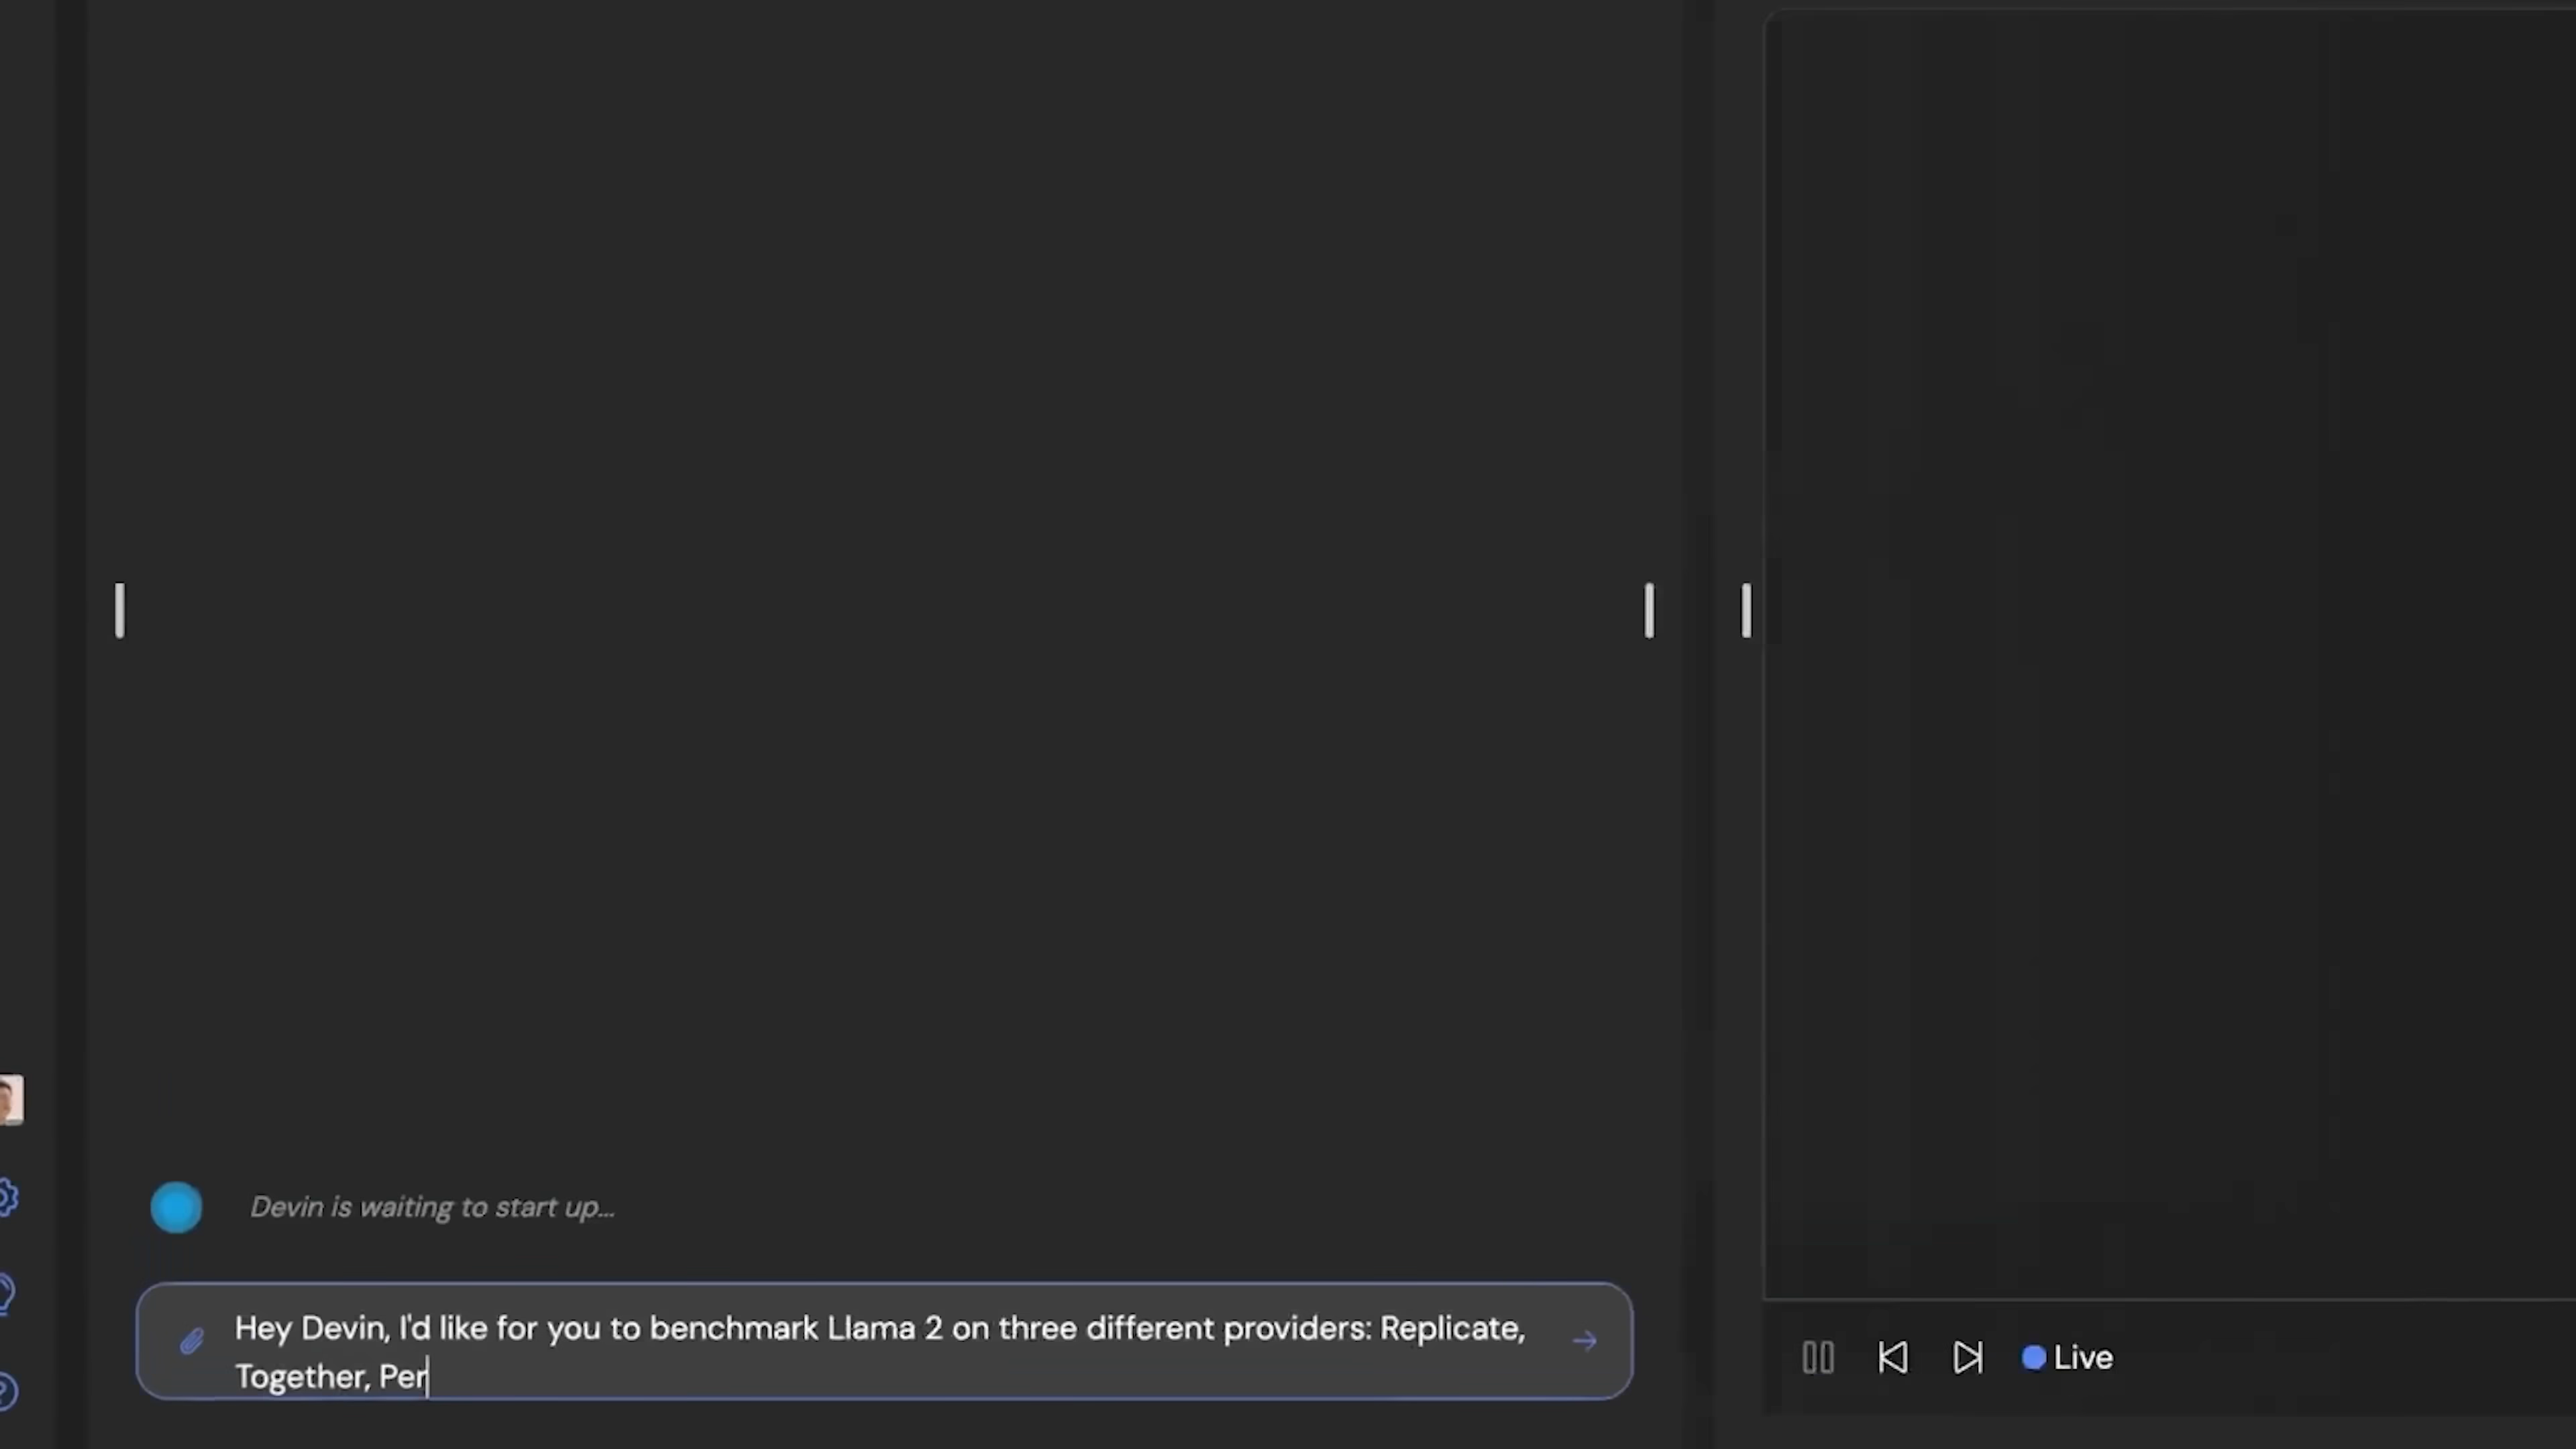 Devin is waiting to start up...
Hey Devin, I'd like for you to benchmark Llama 2 on three different providers: Replicate,
Together, Per
Live